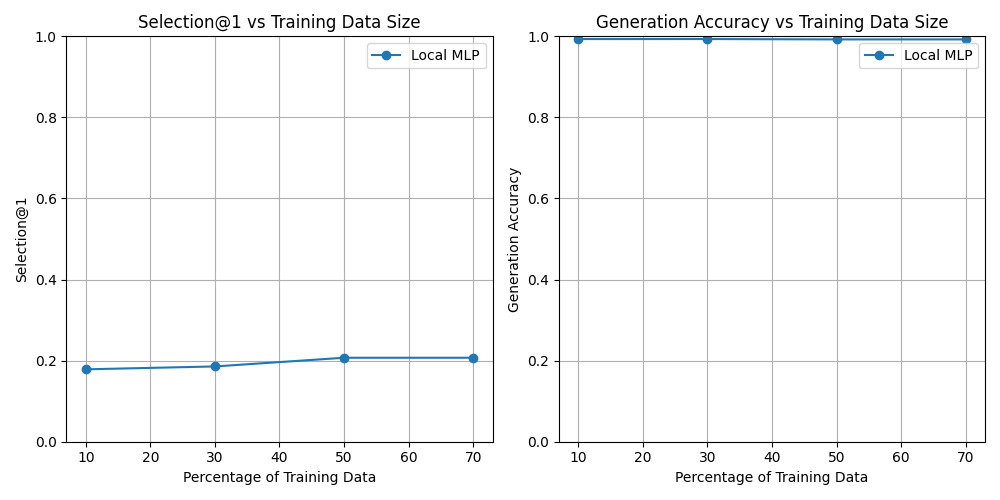 Selection@1 vs Training Data Size
1.0
0.8
0.6
0.4
0.2
0.0
Selection@1
10 20 30 40 50 60 70
Percentage of Training Data
Local MLP
Generation Accuracy vs Training Data Size
1.0
0.8
0.6
0.4
0.2
0.0
Generation Accuracy
10 20 30 40 50 60 70
Percentage of Training Data
Local MLP